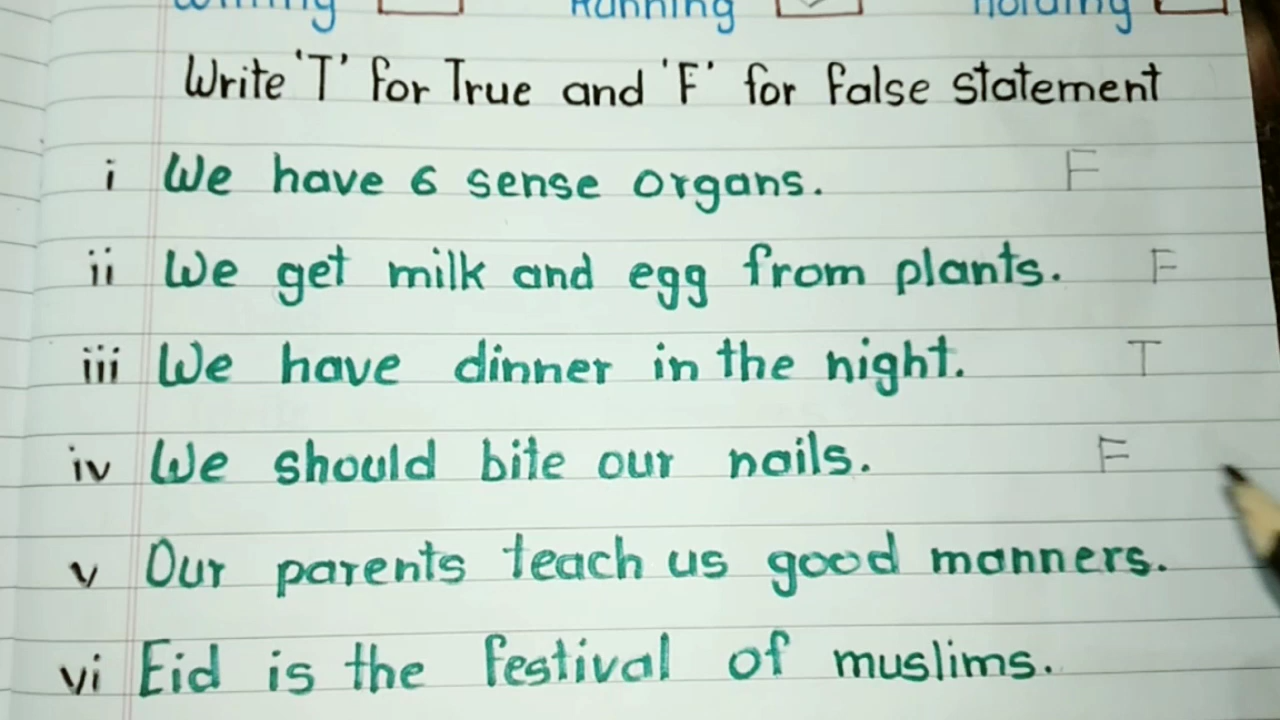 Running
Write 'T' for True and 'F' for false statement
i We have 6 sense organs. F
ii We get milk and egg from plants. F
iii We have dinner in the night. T
iv We should bite our nails. F
v Our parents teach us good manners.
vi Eid is the festival of muslims.